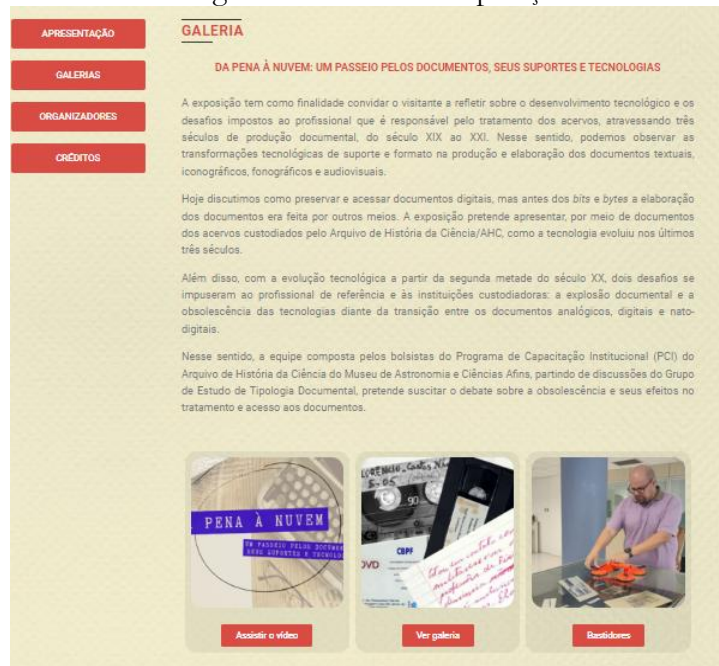 APRESENTAÇÃO
GALERIAS
ORGANIZADORES
CRÉDITOS
GALERIA
DA PENA À NUVEM: UM PASSEIO PELOS DOCUMENTOS, SEUS SUPORTES E TECNOLOGIAS
A exposição tem como finalidade convidar o visitante a refletir sobre o desenvolvimento tecnológico e os
desafios impostos ao profissional que é responsável pelo tratamento dos acervos, atravessando três
séculos de produção documental, do século XIX ao XXI. Nesse sentido, podemos observar as
transformações tecnológicas de suporte e formato na produção e elaboração dos documentos textuais,
iconográficos, fonográficos e audiovisuais.
Hoje discutimos como preservar e acessar documentos digitais, mas antes dos bits e bytes a elaboração
dos documentos era feita por outros meios. A exposição pretende apresentar, por meio de documentos
dos acervos custodiados pelo Arquivo de História da Ciência/AHC, como a tecnologia evoluiu nos últimos
três séculos.
Além disso, com a evolução tecnológica a partir da segunda metade do século XX, dois desafios se
impuseram ao profissional de referência e às instituições custodiadoras: a explosão documental e a
obsolescência das tecnologias diante da transição entre os documentos analógicos, digitais e nato-
digitais.
Nesse sentido, a equipe composta pelos bolsistas do Programa de Capacitação Institucional (PCI) do
Arquivo de História da Ciência do Museu de Astronomia e Ciências Afins, partindo de discussões do Grupo
de Estudo de Tipologia Documental, pretende suscitar o debate sobre a obsolescência e seus efeitos no
tratamento e acesso aos documentos.
PENA À NUVEM
UM PASSEIO PELOS DOCUMEN
SEUS SUPORTES E TECNOLO
90
CBPF
Assistir o vídeo
Ver galeria
Bastidores